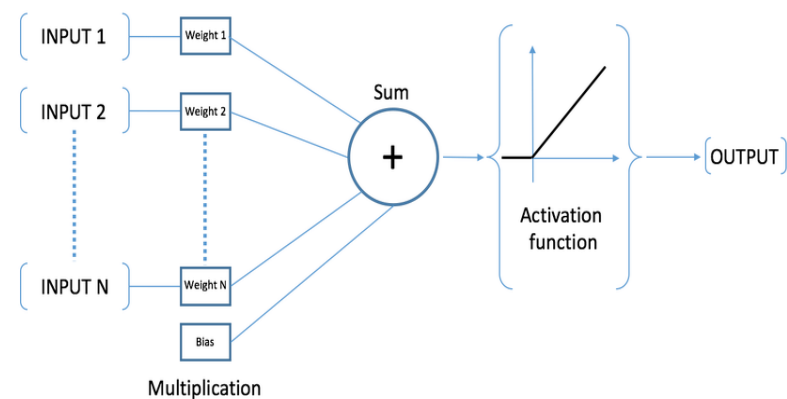 INPUT 1
Weight 1
INPUT 2
Weight 2
Sum
+
OUTPUT
Activation
function
INPUT N
Weight N
Bias
Multiplication